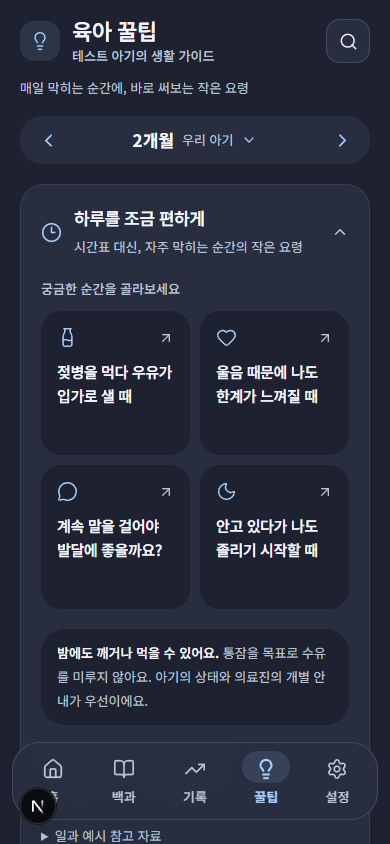 육아 꿀팁
테스트 아기의 생활 가이드
매일 막히는 순간에, 바로 써보는 작은 요령
2개월 우리 아기
하루를 조금 편하게
시간표 대신, 자주 막히는 순간의 작은 요령
궁금한 순간을 골라보세요
젖병을 먹다 우유가
입가로 샐 때
울음 때문에 나도
한계가 느껴질 때
계속 말을 걸어야
발달에 좋을까요?
안고 있다가 나도
졸리기 시작할 때
밤에도 깨거나 먹을 수 있어요. 통잠을 목표로 수유
를 미루지 않아요. 아기의 상태와 의료진의 개별 안
내가 우선이에요.
N
백과
기록
꿀팁
설정
일과 예시 참고 자료